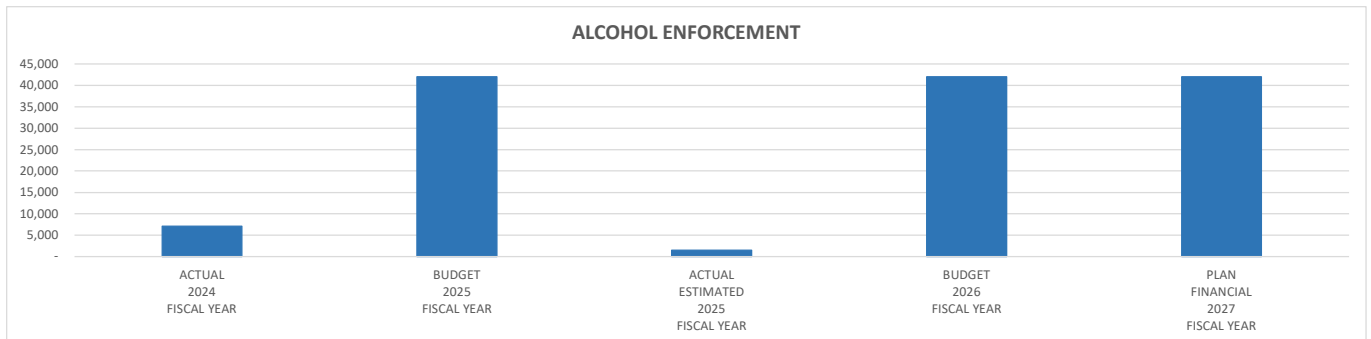 ALCOHOL ENFORCEMENT
45,000
40,000
35,000
30,000
25,000
20,000
15,000
10,000
5,000
-
ACTUAL
2024
FISCAL YEAR
BUDGET
2025
FISCAL YEAR
ACTUAL
ESTIMATED
2025
FISCAL YEAR
BUDGET
2026
FISCAL YEAR
PLAN
FINANCIAL
2027
FISCAL YEAR